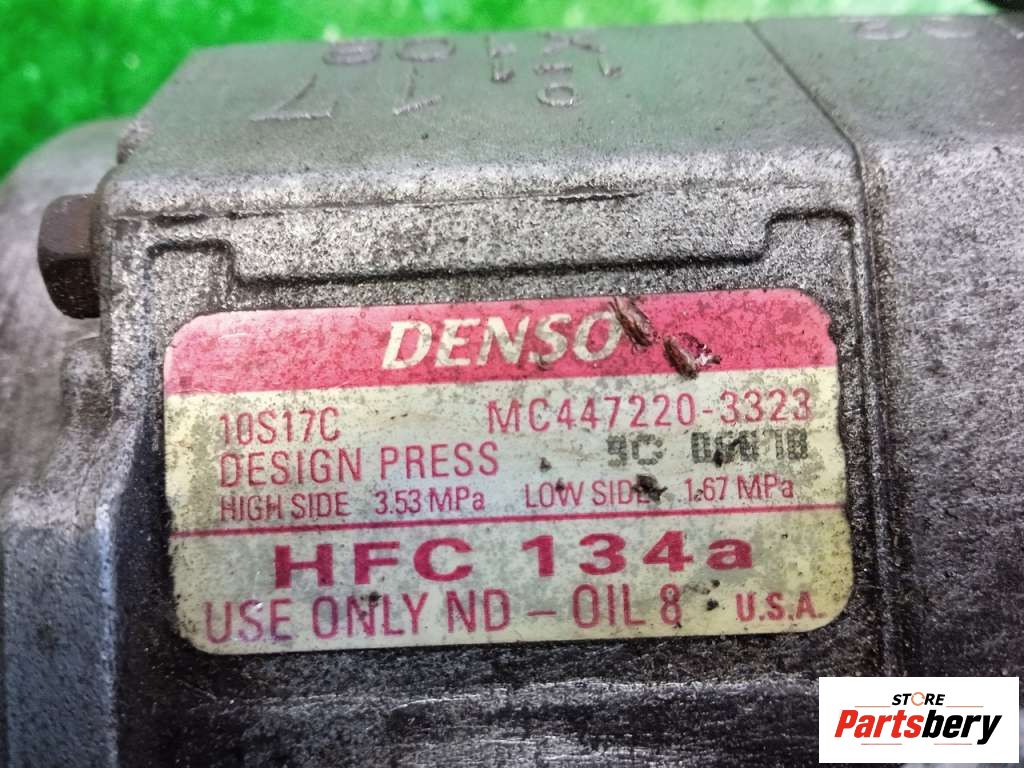 DENSO
10S17C MC447220-3323
DESIGN PRESS
HIGH SIDE 3.53 MPa LOW SIDE 1.67 MPa
HFC 134a
USE ONLY ND-OIL 8 U.S.A.
STORE
Partsbery